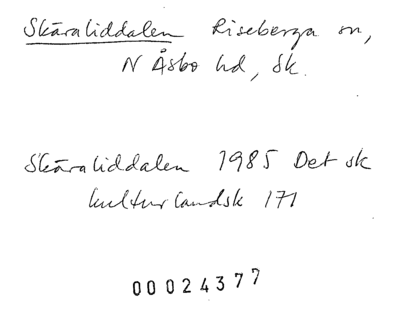 Skäraliddalen Riseberga sn,
N Åsbo hd, Sk.
Skäraliddalen 1985 Det sk
kulturlandsk 171
00024377